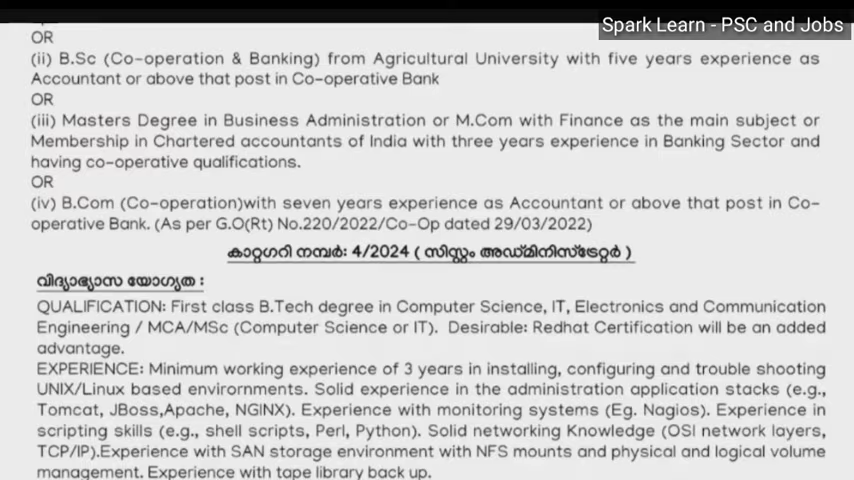 Spark Learn - PSC and Jobs
OR
(ii) B.Sc (Co-operation & Banking) from Agricultural University with five years experience as
Accountant or above that post in Co-operative Bank
OR
(iii) Masters Degree in Business Administration or M.Com with Finance as the main subject or
Membership in Chartered accountants of India with three years experience in Banking Sector and
having co-operative qualifications.
OR
(iv) B.Com (Co-operation)with seven years experience as Accountant or above that post in Co-
operative Bank. (As per G.O(Rt) No.220/2022/Co-Op dated 29/03/2022)
കാറ്റഗറി നമ്പർ: 4/2024 ( സിസ്റ്റം അഡ്മിനിസ്ട്രേറ്റർ )
വിദ്യാഭ്യാസ യോഗ്യത :
QUALIFICATION: First class B.Tech degree in Computer Science, IT, Electronics and Communication
Engineering / MCA/MSc (Computer Science or IT). Desirable: Redhat Certification will be an added
advantage.
EXPERIENCE: Minimum working experience of 3 years in installing, configuring and trouble shooting
UNIX/Linux based envirornments. Solid experience in the administration application stacks (e.g.,
Tomcat, JBoss,Apache, NGINX). Experience with monitoring systems (Eg. Nagios). Experience in
scripting skills (e.g., shell scripts, Perl, Python). Solid networking Knowledge (OSI network layers,
TCP/IP).Experience with SAN storage environment with NFS mounts and physical and logical volume
management. Experience with tape library back up.